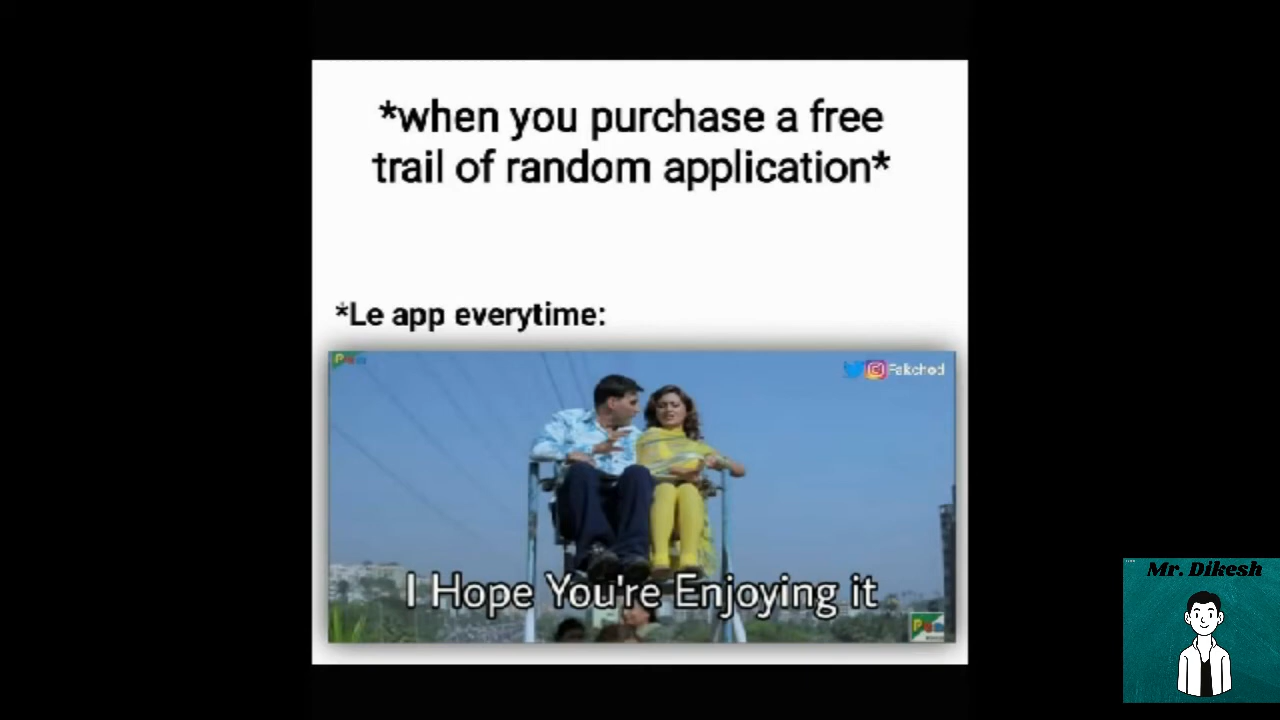 *when you purchase a free
trail of random application*
*Le app everytime:
Falkchod
I Hope You're Enjoying it
Mr. Dikesh